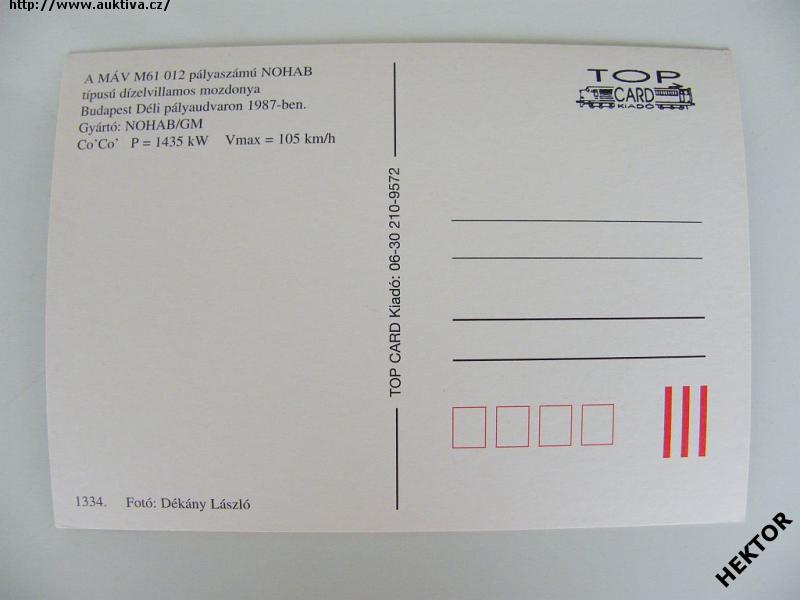 http://www.auktiva.cz/
A MÁV M61 012 pályaszámú NOHAB
típusú dízelvillamos mozdonya
Budapest Déli pályaudvaron 1987-ben.
Gyártó: NOHAB/GM
Co'Co' P = 1435 kW Vmax = 105 km/h
1334. Fotó: Dékány László
TOP CARD Kiadó: 06-30 210-9572
TOP
CARD
KIADÓ
HEKTOR